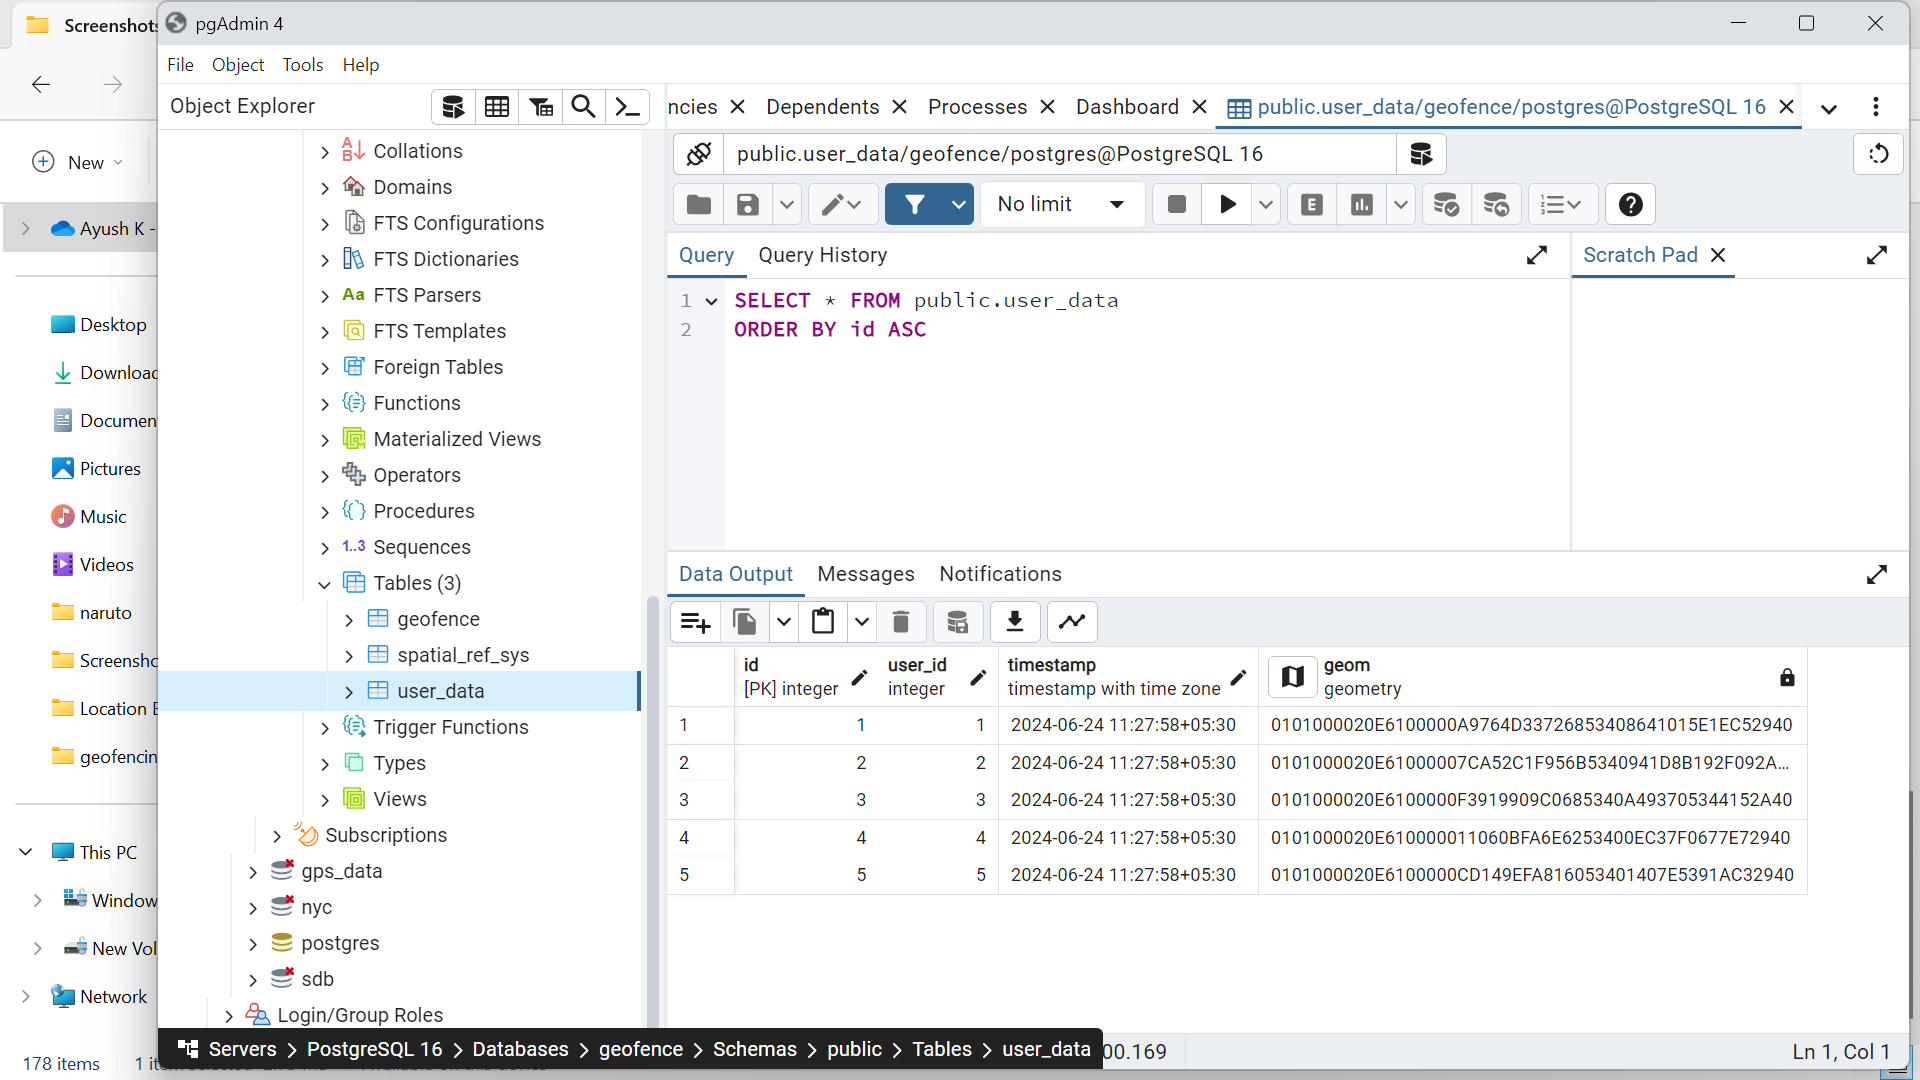 Screenshots
New
Ayush K -
Desktop
Downloac
Documen
Pictures
Music
Videos
naruto
Screensho
Location E
geofencin
This PC
Window
New Vol
Network
178 items
pgAdmin 4
File Object Tools Help
Object Explorer
Collations
Domains
FTS Configurations
FTS Dictionaries
Aa FTS Parsers
FTS Templates
Foreign Tables
Functions
Materialized Views
Operators
Procedures
1..3 Sequences
Tables (3)
geofence
spatial_ref_sys
user_data
Trigger Functions
Types
Views
Subscriptions
gps_data
nyc
postgres
sdb
Login/Group Roles
Servers > PostgreSQL 16 > Databases > geofence > Schemas > public > Tables > user_data
ncies Dependents Processes Dashboard public.user_data/geofence/postgres@PostgreSQL 16
public.user_data/geofence/postgres@PostgreSQL 16
No limit
Query Query History
Scratch Pad
1 SELECT * FROM public.user_data
2 ORDER BY id ASC
Data Output Messages Notifications
id user_id timestamp geom
[PK] integer integer timestamp with time zone geometry
1 1 1 2024-06-24 11:27:58+05:30 0101000020E6100000A9764D33726853408641015E1EC52940
2 2 2 2024-06-24 11:27:58+05:30 0101000020E61000007CA52C1F956B5340941D8B192F092A...
3 3 3 2024-06-24 11:27:58+05:30 0101000020E6100000F3919909C0685340A493705344152A40
4 4 4 2024-06-24 11:27:58+05:30 0101000020E610000011060BFA6E6253400EC37F0677E72940
5 5 5 2024-06-24 11:27:58+05:30 0101000020E6100000CD149EFA816053401407E5391AC32940
00.169
Ln 1, Col 1